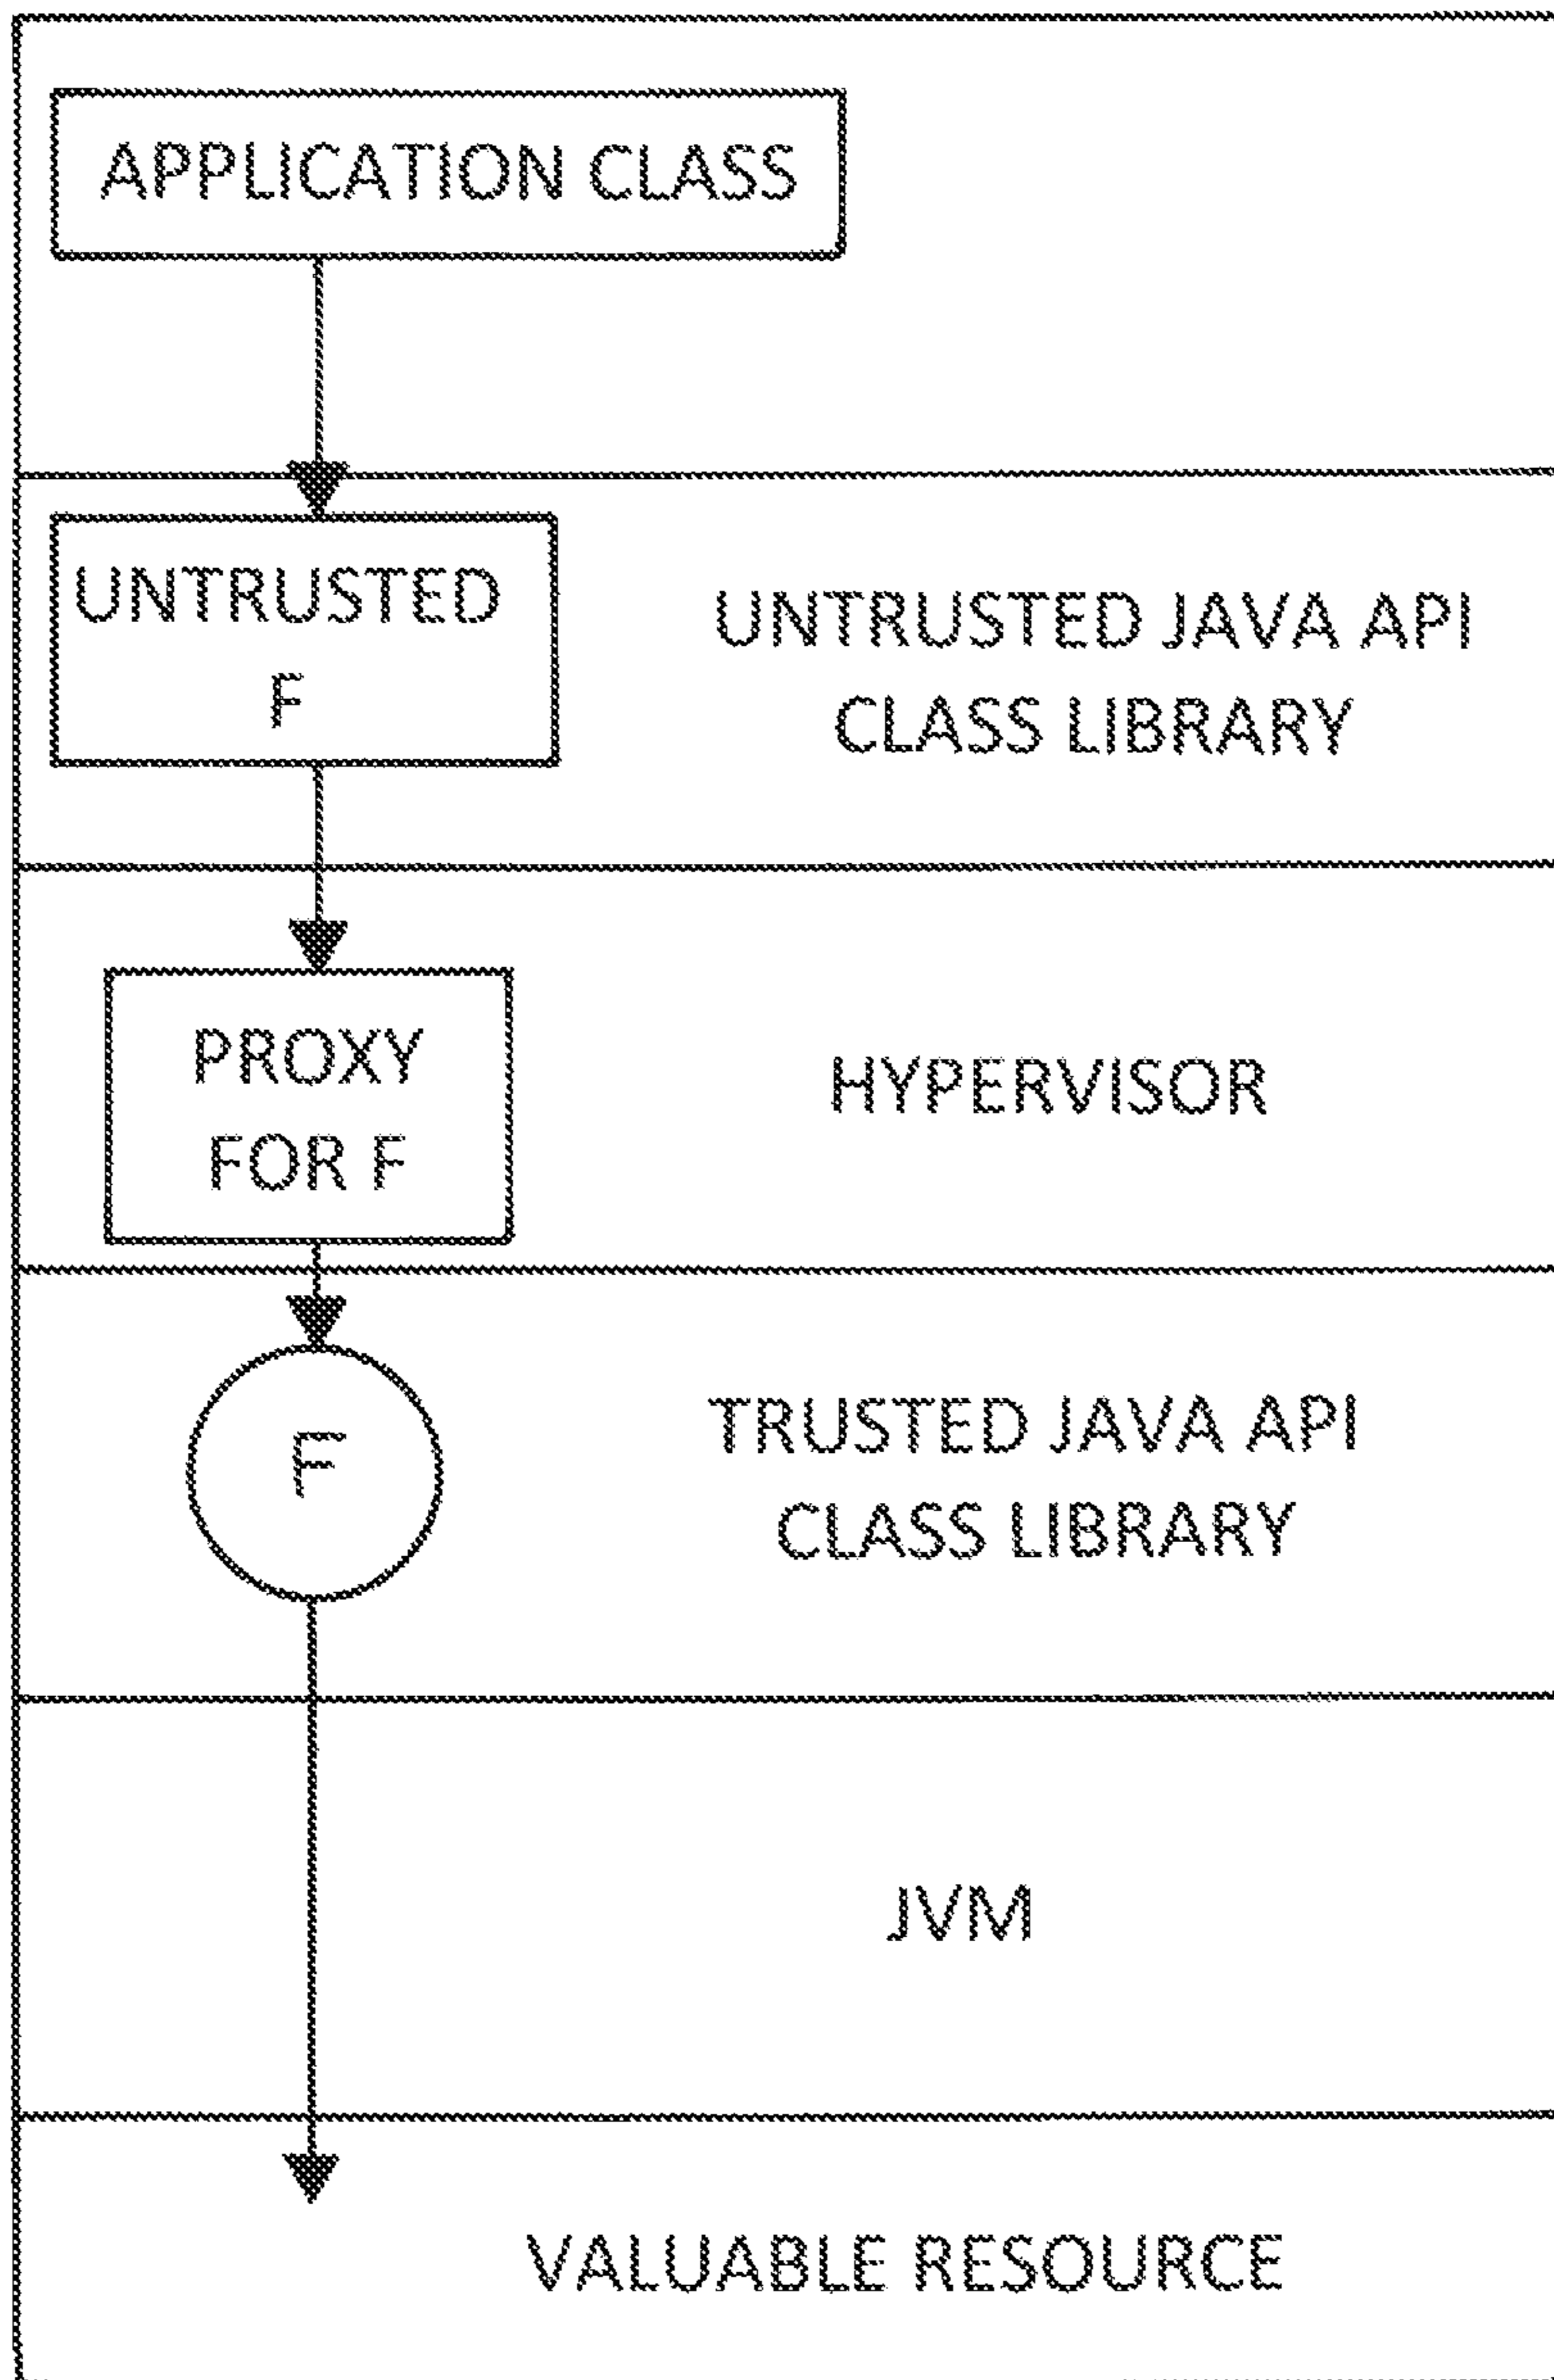 APPLICATION CLASS
UNTRUSTED
F
UNTRUSTED JAVA API
CLASS LIBRARY
PROXY
FOR F
HYPERVISOR
F
TRUSTED JAVA API
CLASS LIBRARY
JVM
VALUABLE RESOURCE